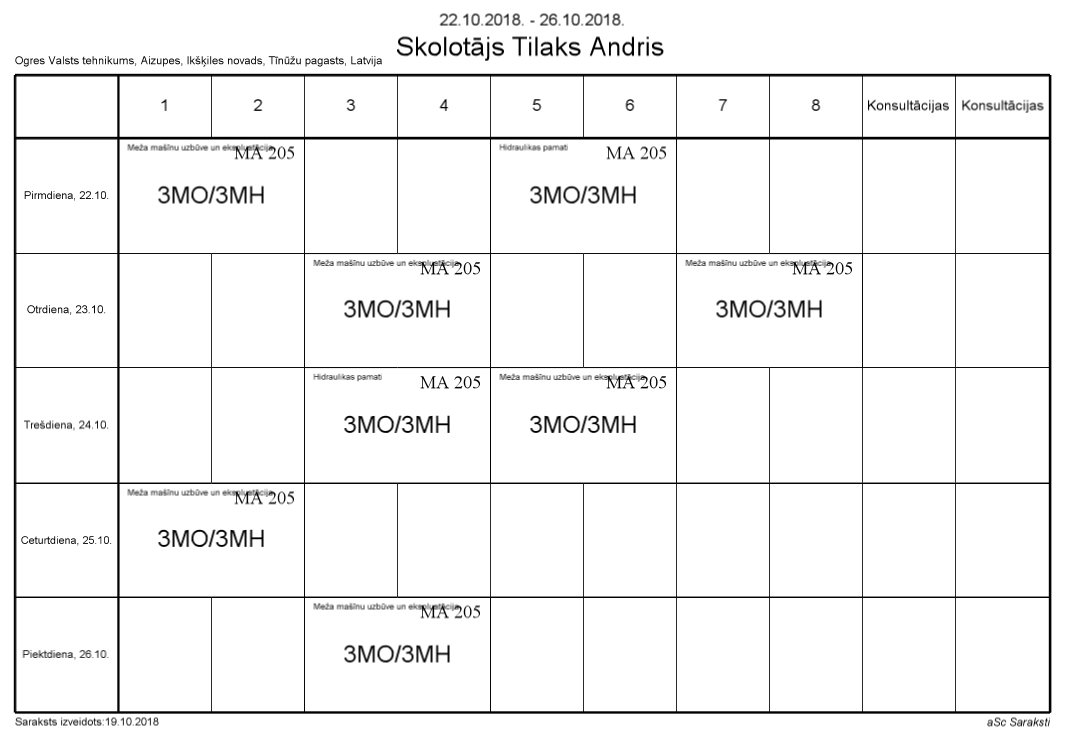 22.10.2018. - 26.10.2018.
Skolotājs Tilaks Andris
Ogres Valsts tehnikums, Aizupes, Ikšķiles novads, Tīnūžu pagasts, Latvija
1 2 3 4 5 6 7 8 Konsultācijas Konsultācijas
Pirmdiena, 22.10.
Meža mašīnu uzbūve un ekspluatācija
MA 205
3MO/3MH
Hidraulikas pamati
MA 205
3MO/3MH
Otrdiena, 23.10.
Meža mašīnu uzbūve un ekspluatācija
MA 205
3MO/3MH
Meža mašīnu uzbūve un ekspluatācija
MA 205
3MO/3MH
Trešdiena, 24.10.
Hidraulikas pamati
MA 205
3MO/3MH
Meža mašīnu uzbūve un ekspluatācija
MA 205
3MO/3MH
Ceturtdiena, 25.10.
Meža mašīnu uzbūve un ekspluatācija
MA 205
3MO/3MH
Piektdiena, 26.10.
Meža mašīnu uzbūve un ekspluatācija
MA 205
3MO/3MH
Saraksts izveidots:19.10.2018
aSc Saraksti